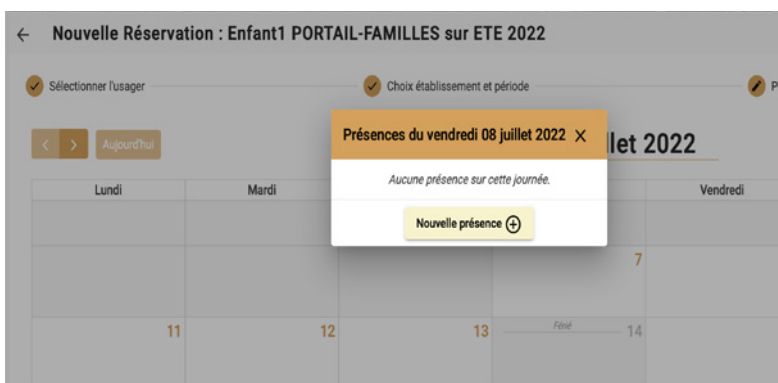 ← Nouvelle Réservation : Enfant1 PORTAIL-FAMILLES sur ETE 2022
Sélectionner l'usager
Choix établissement et période
P
< > Aujourd'hui
Présences du vendredi 08 juillet 2022 ×
llet 2022
Lundi Mardi Vendredi
Aucune présence sur cette journée.
Nouvelle présence
7
11 12 13 Férié 14